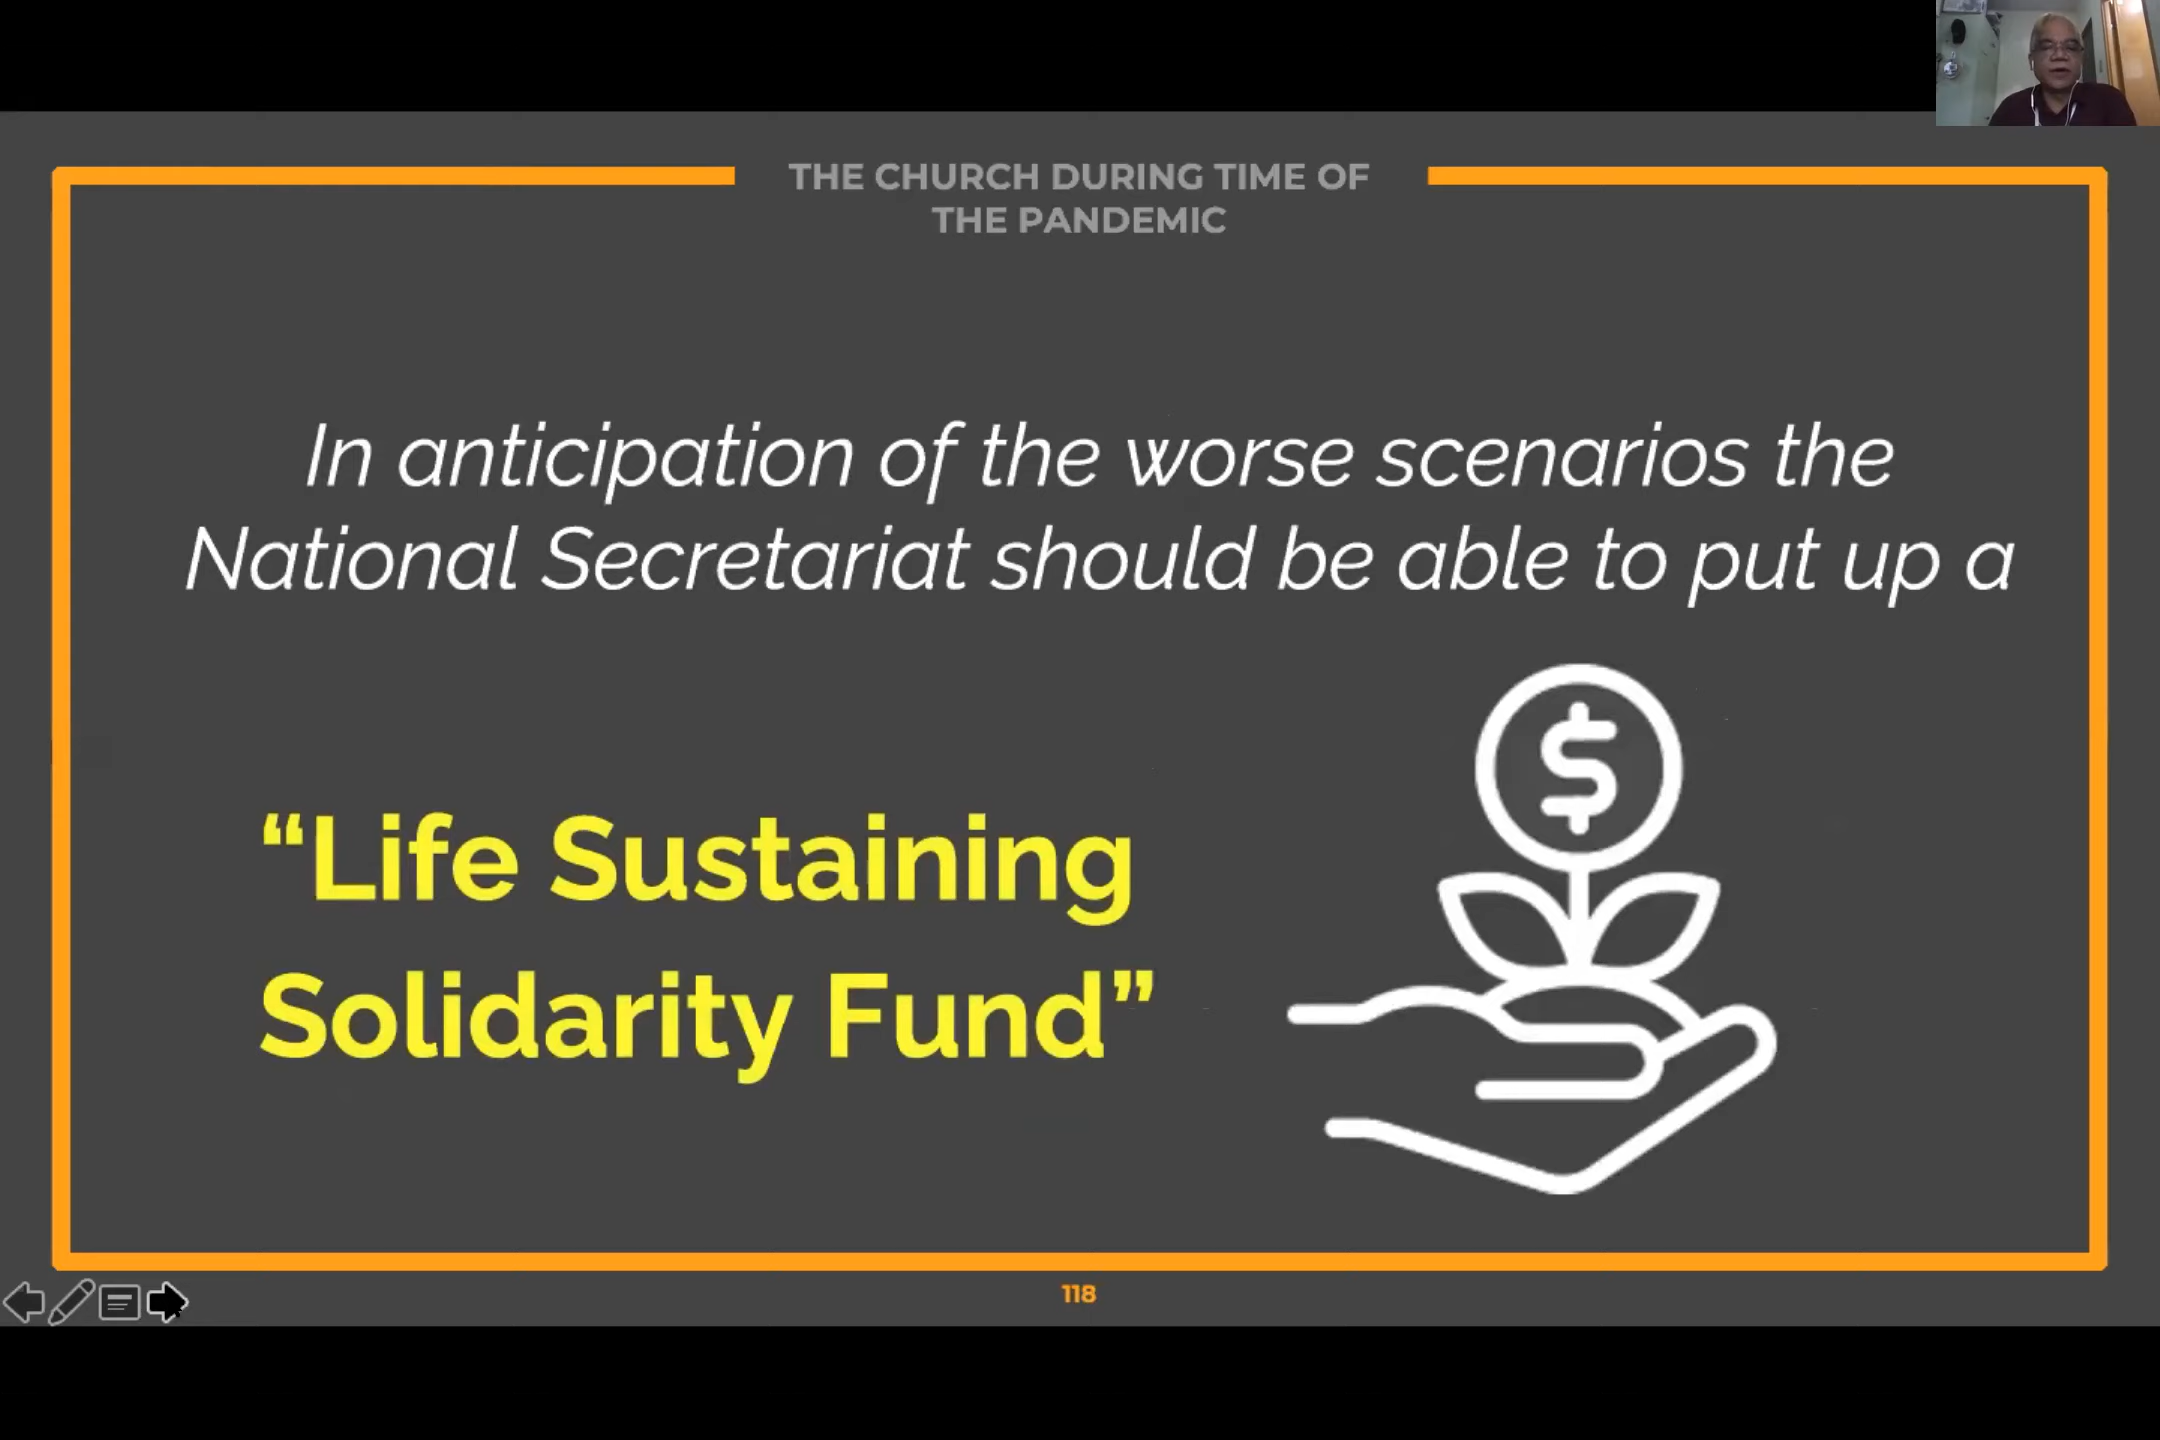 THE CHURCH DURING TIME OF
THE PANDEMIC
In anticipation of the worse scenarios the
National Secretariat should be able to put up a
$
“Life Sustaining
Solidarity Fund”
118